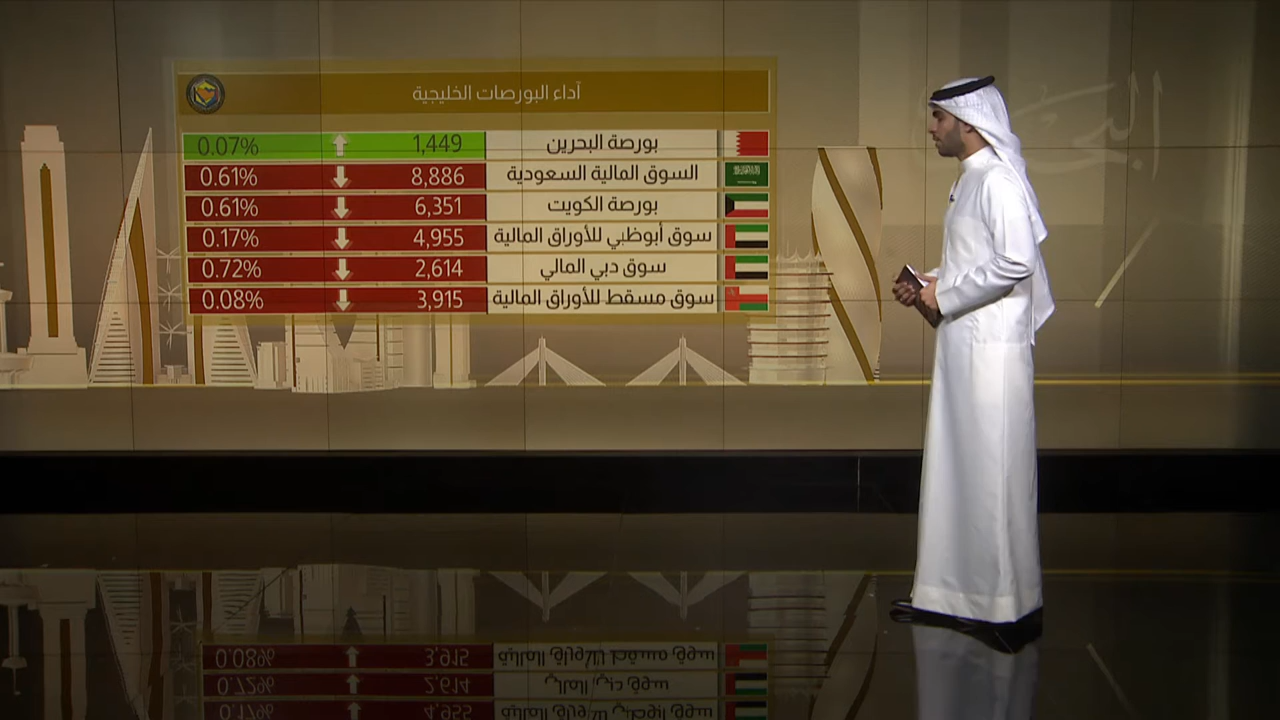 آداء البورصات الخليجية
بورصة البحرين 1,449 0.07%
السوق المالية السعودية 8,886 0.61%
بورصة الكويت 6,351 0.61%
سوق أبوظبي للأوراق المالية 4,955 0.17%
سوق دبي المالي 2,614 0.72%
سوق مسقط للأوراق المالية 3,915 0.08%